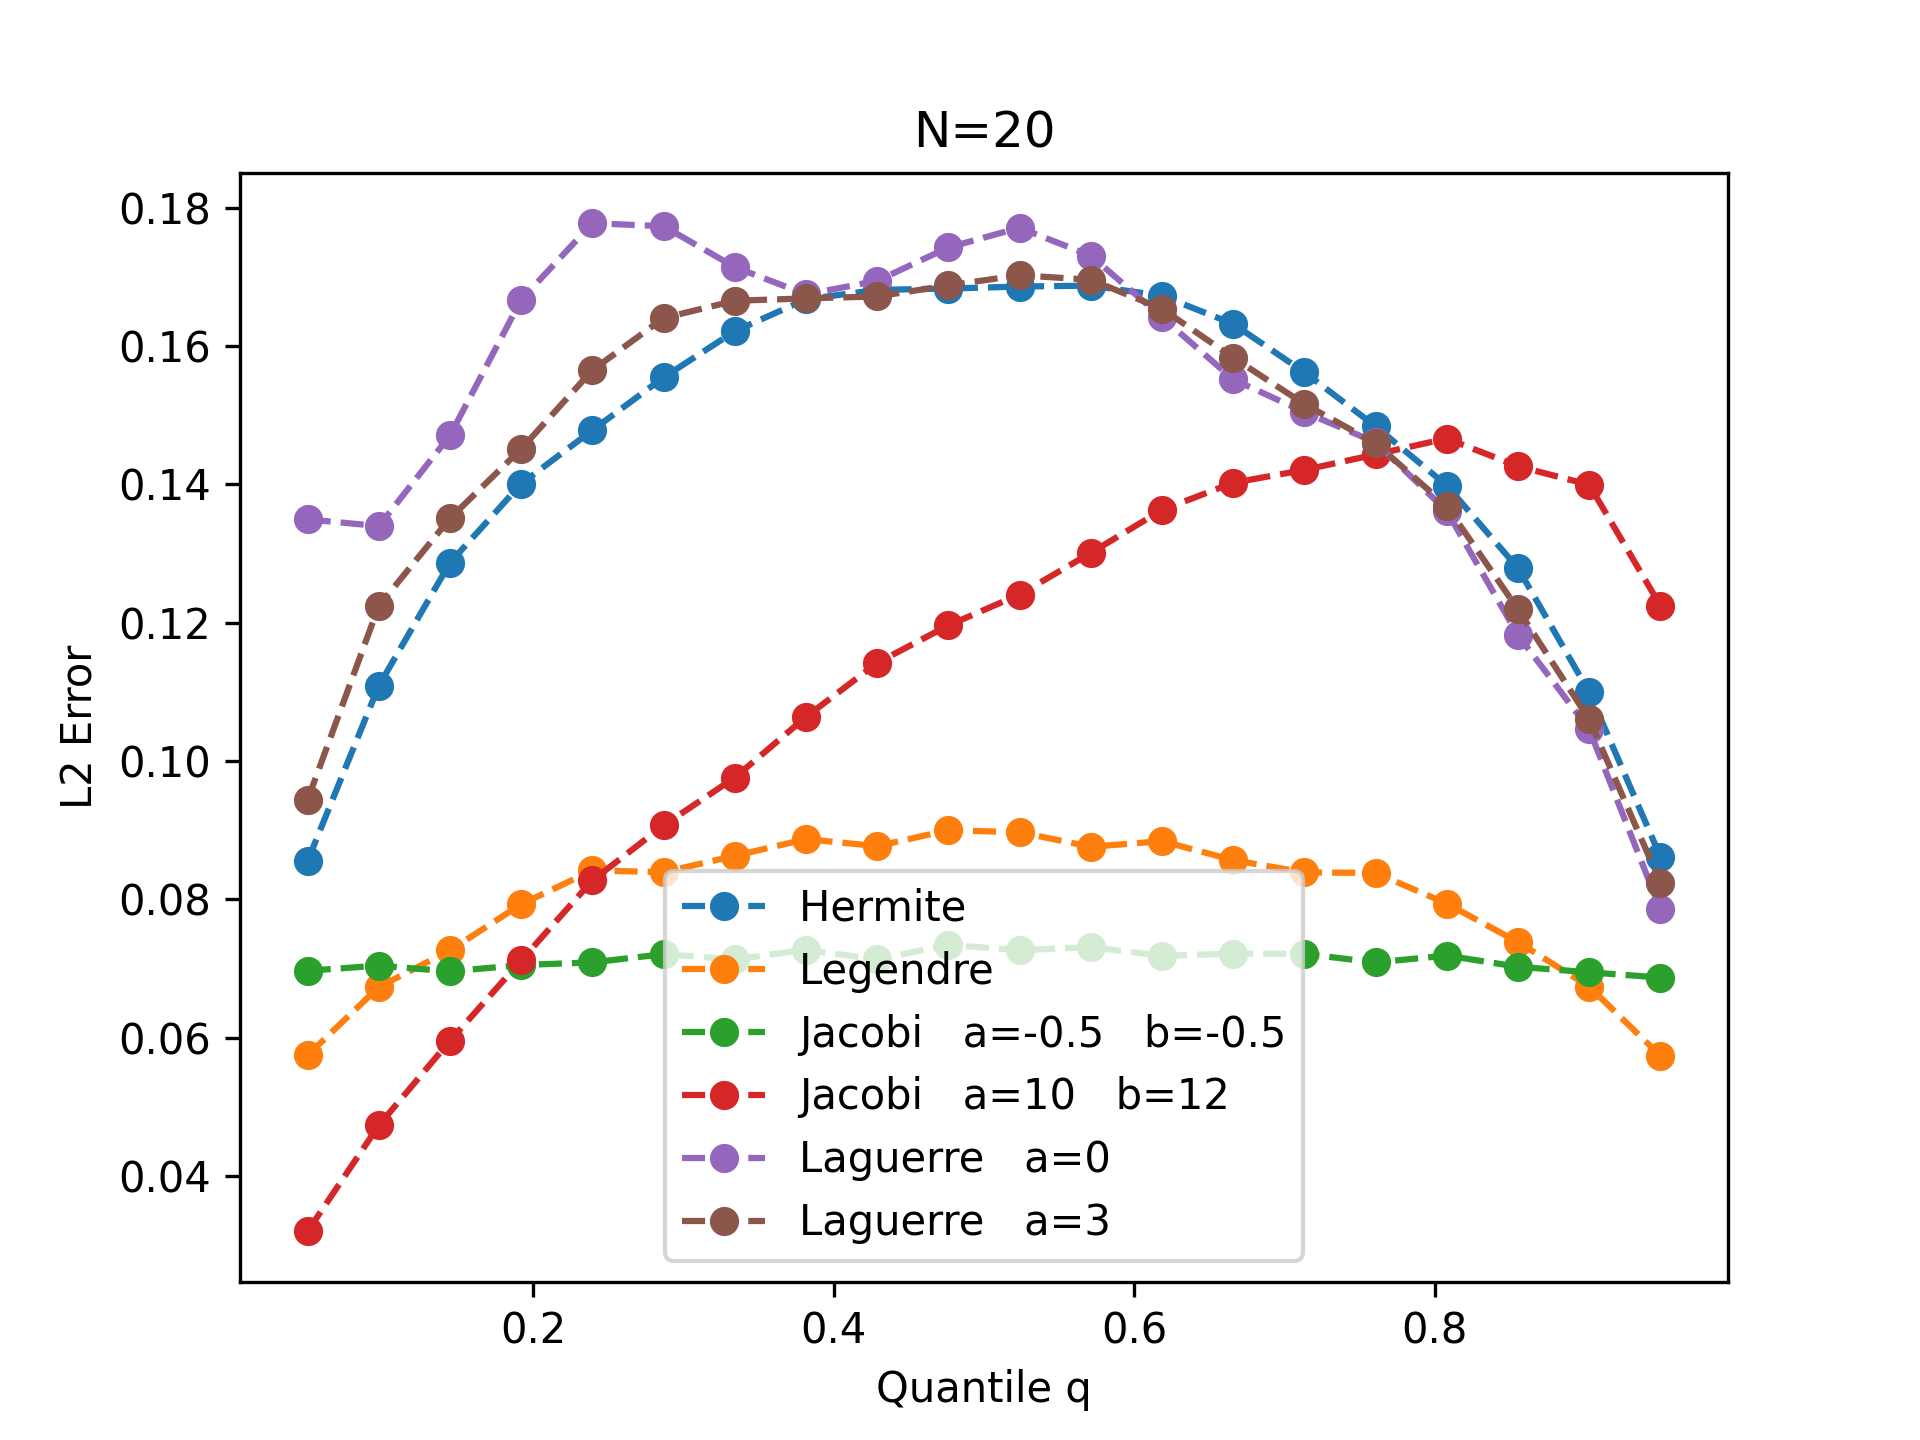 N=20
0.18
0.16
0.14
0.12
0.10
0.08
0.06
0.04
L2 Error
Hermite
Legendre
Jacobi   a=-0.5   b=-0.5
Jacobi   a=10   b=12
Laguerre   a=0
Laguerre   a=3
0.2 0.4 0.6 0.8
Quantile q